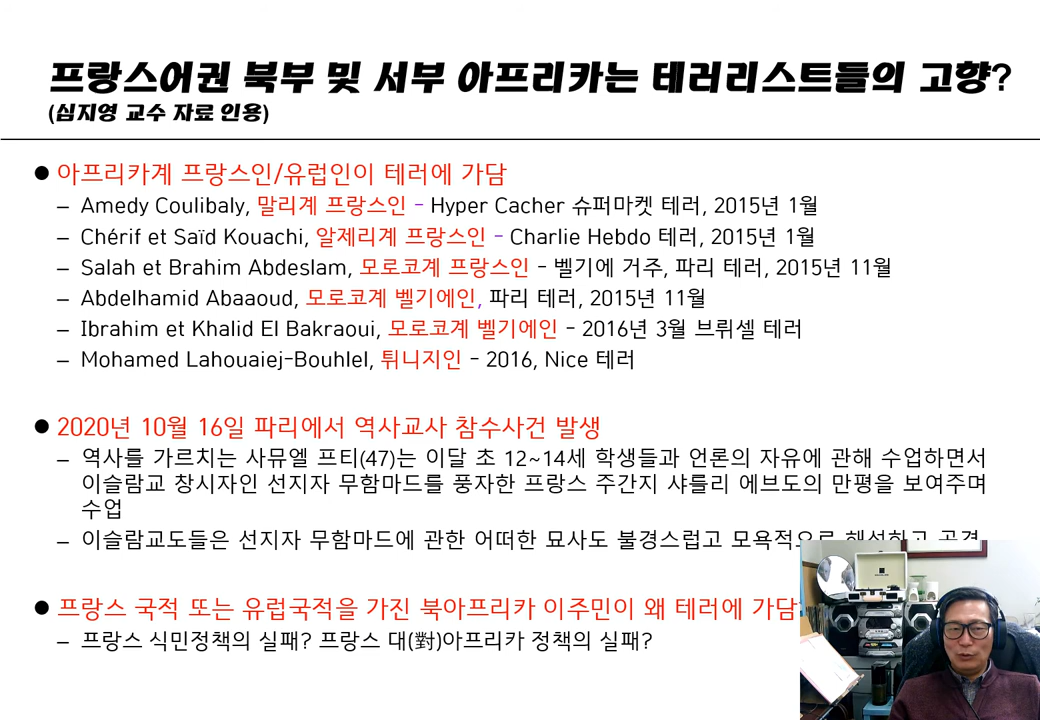 프랑스어권 북부 및 서부 아프리카는 테러리스트들의 고향?
(심지영 교수 자료 인용)
● 아프리카계 프랑스인/유럽인이 테러에 가담
– Amedy Coulibaly, 말리계 프랑스인 – Hyper Cacher 슈퍼마켓 테러, 2015년 1월
– Chérif et Saïd Kouachi, 알제리계 프랑스인 – Charlie Hebdo 테러, 2015년 1월
– Salah et Brahim Abdeslam, 모로코계 프랑스인 – 벨기에 거주, 파리 테러, 2015년 11월
– Abdelhamid Abaaoud, 모로코계 벨기에인, 파리 테러, 2015년 11월
– Ibrahim et Khalid El Bakraoui, 모로코계 벨기에인 – 2016년 3월 브뤼셀 테러
– Mohamed Lahouaiej-Bouhlel, 튀니지인 – 2016, Nice 테러
● 2020년 10월 16일 파리에서 역사교사 참수사건 발생
– 역사를 가르치는 사뮤엘 프티(47)는 이달 초 12~14세 학생들과 언론의 자유에 관해 수업하면서
이슬람교 창시자인 선지자 무함마드를 풍자한 프랑스 주간지 샤를리 에브도의 만평을 보여주며
수업
– 이슬람교도들은 선지자 무함마드에 관한 어떠한 묘사도 불경스럽고 모욕적으로 해석하고 공격
● 프랑스 국적 또는 유럽국적을 가진 북아프리카 이주민이 왜 테러에 가담
– 프랑스 식민정책의 실패? 프랑스 대(對)아프리카 정책의 실패?